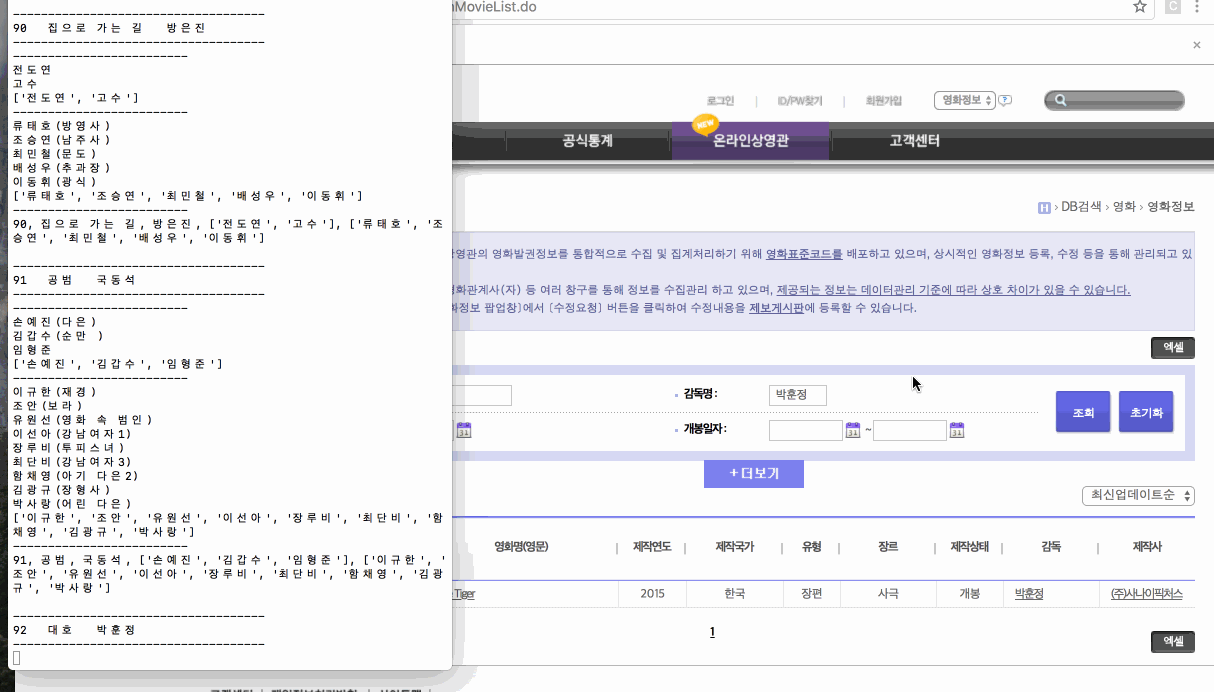 90 집으로 가는 길 방은진
------------------------------------
-------------------------
전도연
고수
['전도연', '고수']
-------------------------
류태호(방영사)
조승연(남주사)
최민철(문도)
배성우(추과장)
이동휘(광식)
['류태호', '조승연', '최민철', '배성우', '이동휘']
-------------------------
90, 집으로 가는 길, 방은진, ['전도연', '고수'], ['류태호', '조
승연', '최민철', '배성우', '이동휘']
------------------------------------
91 공범 국동석
------------------------------------
-------------------------
손예진(다은)
김갑수(순만 )
임형준
['손예진', '김갑수', '임형준']
-------------------------
이규한(재경)
조안(보라)
유원선(영화 속 범인)
이선아(강남여자1)
장루비(투피스녀)
최단비(강남여자3)
함채영(아기 다은2)
김광규(장형사)
박사랑(어린 다은)
['이규한', '조안', '유원선', '이선아', '장루비', '최단비', '함
채영', '김광규', '박사랑']
-------------------------
91, 공범, 국동석, ['손예진', '김갑수', '임형준'], ['이규한', '
조안', '유원선', '이선아', '장루비', '최단비', '함채영', '김광
규', '박사랑']
------------------------------------
92 대호 박훈정
------------------------------------
MovieList.do
로그인 | ID/PW찾기 | 회원가입 영화정보 ?
NEW
공식통계 온라인상영관 고객센터
H › DB검색 › 영화 › 영화정보
영관의 영화발권정보를 통합적으로 수집 및 집계처리하기 위해 영화표준코드를 배포하고 있으며, 상시적인 영화정보 등록, 수정 등을 통해 관리되고 있
영화관계사(자) 등 여러 창구를 통해 정보를 수집관리 하고 있으며, 제공되는 정보는 데이터관리 기준에 따라 상호 차이가 있을 수 있습니다.
화정보 팝업창]에서 [수정요청] 버튼을 클릭하여 수정내용을 제보게시판에 등록할 수 있습니다.
엑셀
감독명: 박훈정
조회 초기화
31 개봉일자: 31 ~ 31
+더보기
최신업데이트순
영화명(영문) | 제작연도 | 제작국가 | 유형 | 장르 | 제작상태 | 감독 | 제작사
Tiger 2015 한국 장편 사극 개봉 박훈정 (주)사나이픽처스
1
엑셀